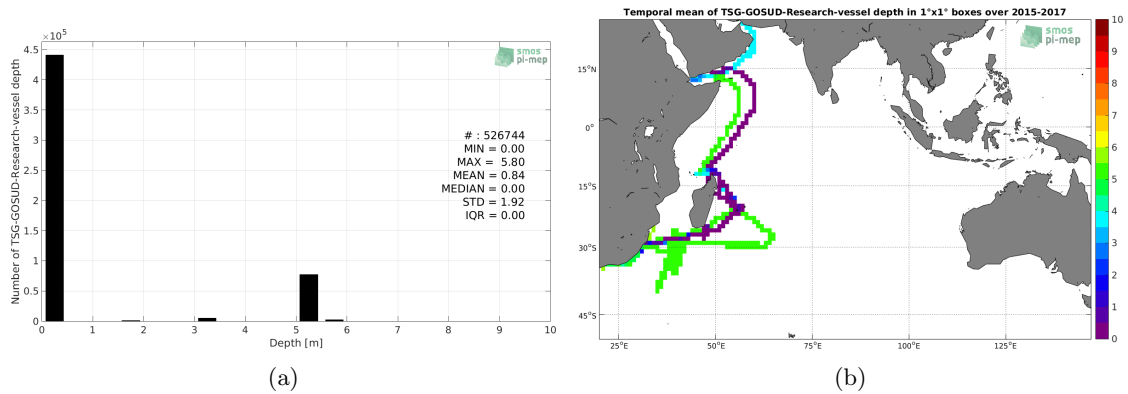 ×10⁵
smos
pi-mep
4.5
4
3.5
3
2.5
2
1.5
1
0.5
0
Number of TSG-GOSUD-Research-vessel depth
# : 526744
MIN = 0.00
MAX = 5.80
MEAN = 0.84
MEDIAN = 0.00
STD = 1.92
IQR = 0.00
0 1 2 3 4 5 6 7 8 9 10
Depth [m]
(a)
Temporal mean of TSG-GOSUD-Research-vessel depth in 1°x1° boxes over 2015-2017
smos
pi-mep
15°N
0°
15°S
30°S
45°S
25°E 50°E 75°E 100°E 125°E
10
9
8
7
6
5
4
3
2
1
0
(b)